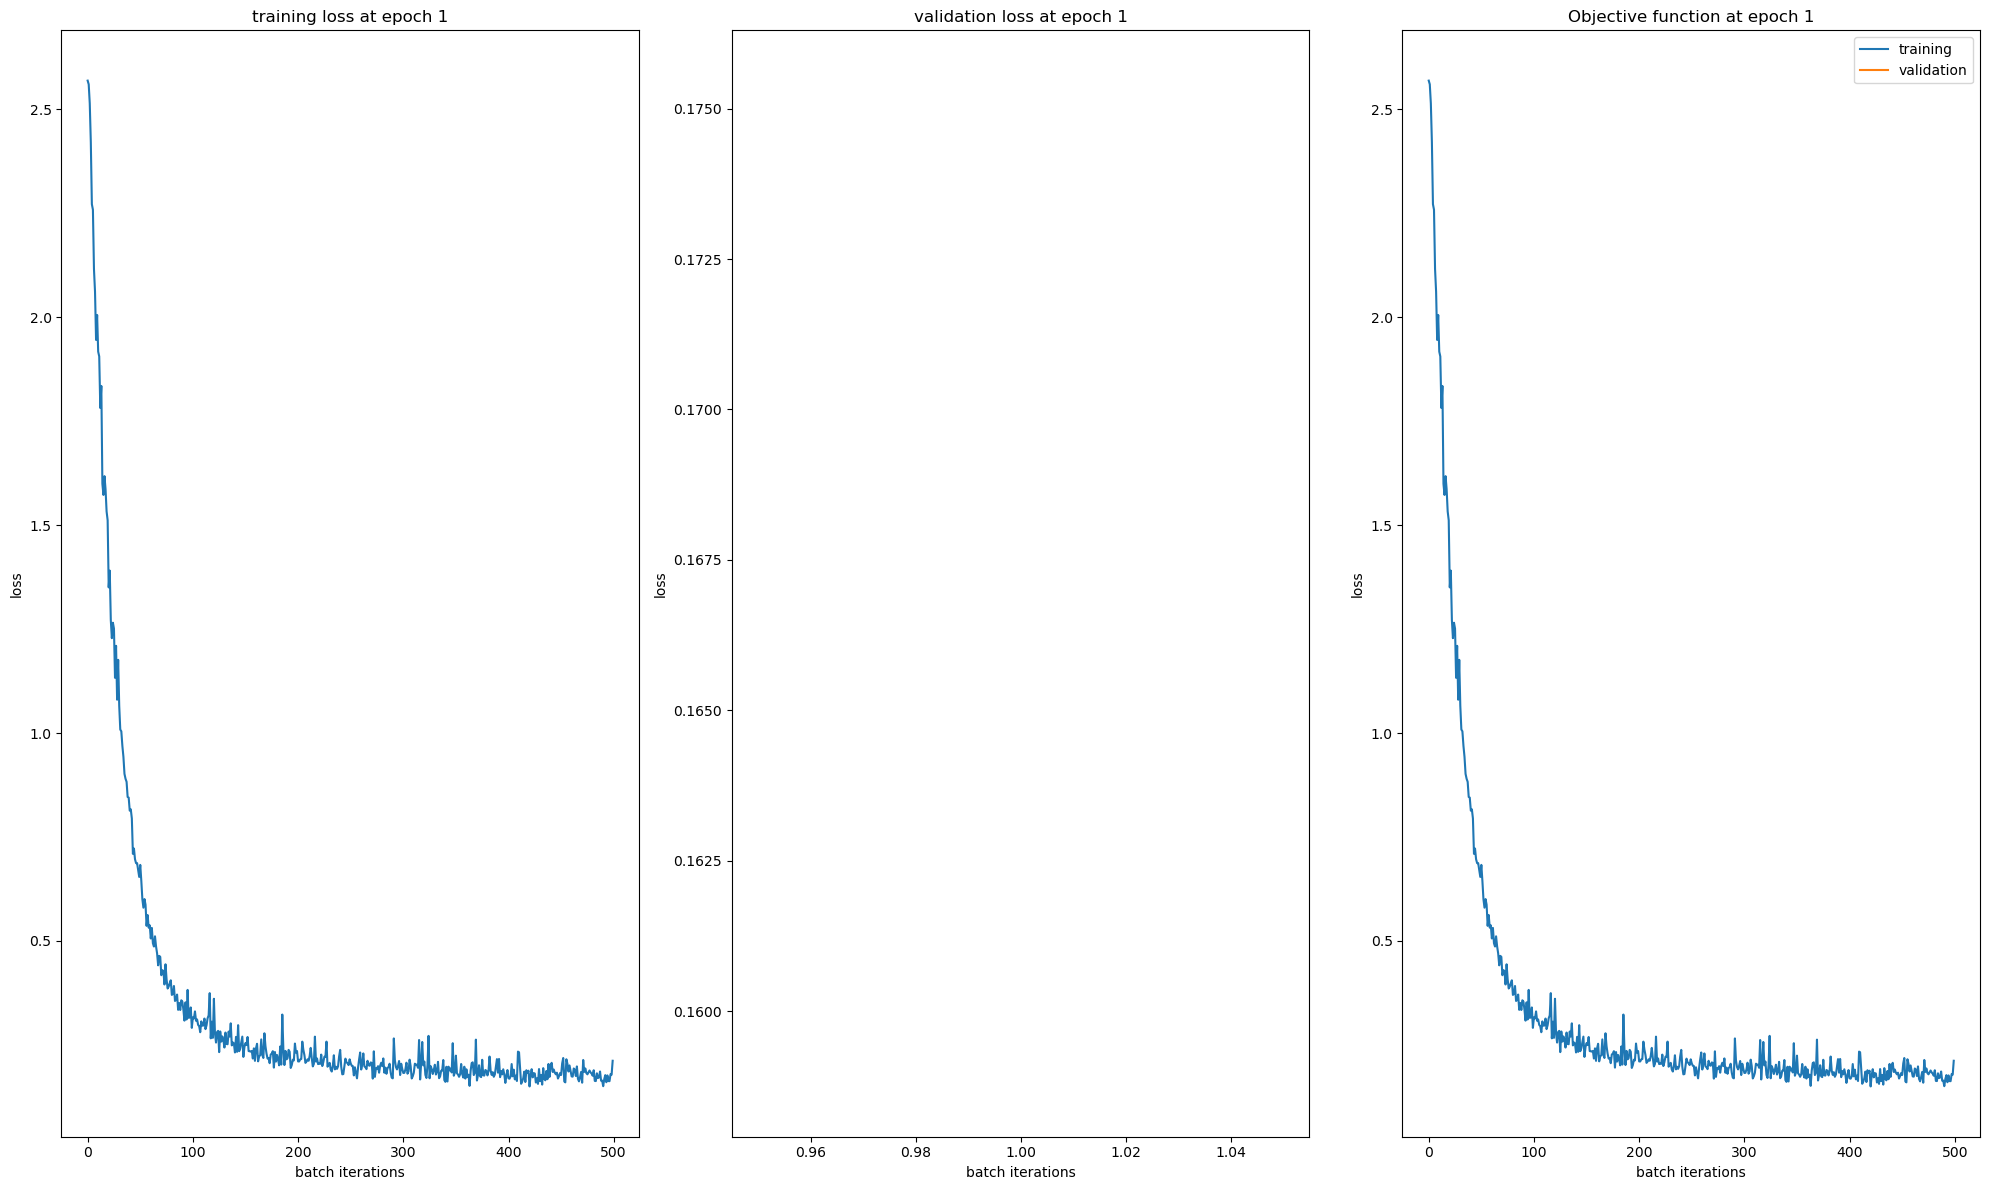 training loss at epoch 1
2.5
2.0
1.5
1.0
0.5
loss
0 100 200 300 400 500
batch iterations
validation loss at epoch 1
0.1750
0.1725
0.1700
0.1675
0.1650
0.1625
0.1600
loss
0.96 0.98 1.00 1.02 1.04
batch iterations
Objective function at epoch 1
training
validation
2.5
2.0
1.5
1.0
0.5
loss
0 100 200 300 400 500
batch iterations